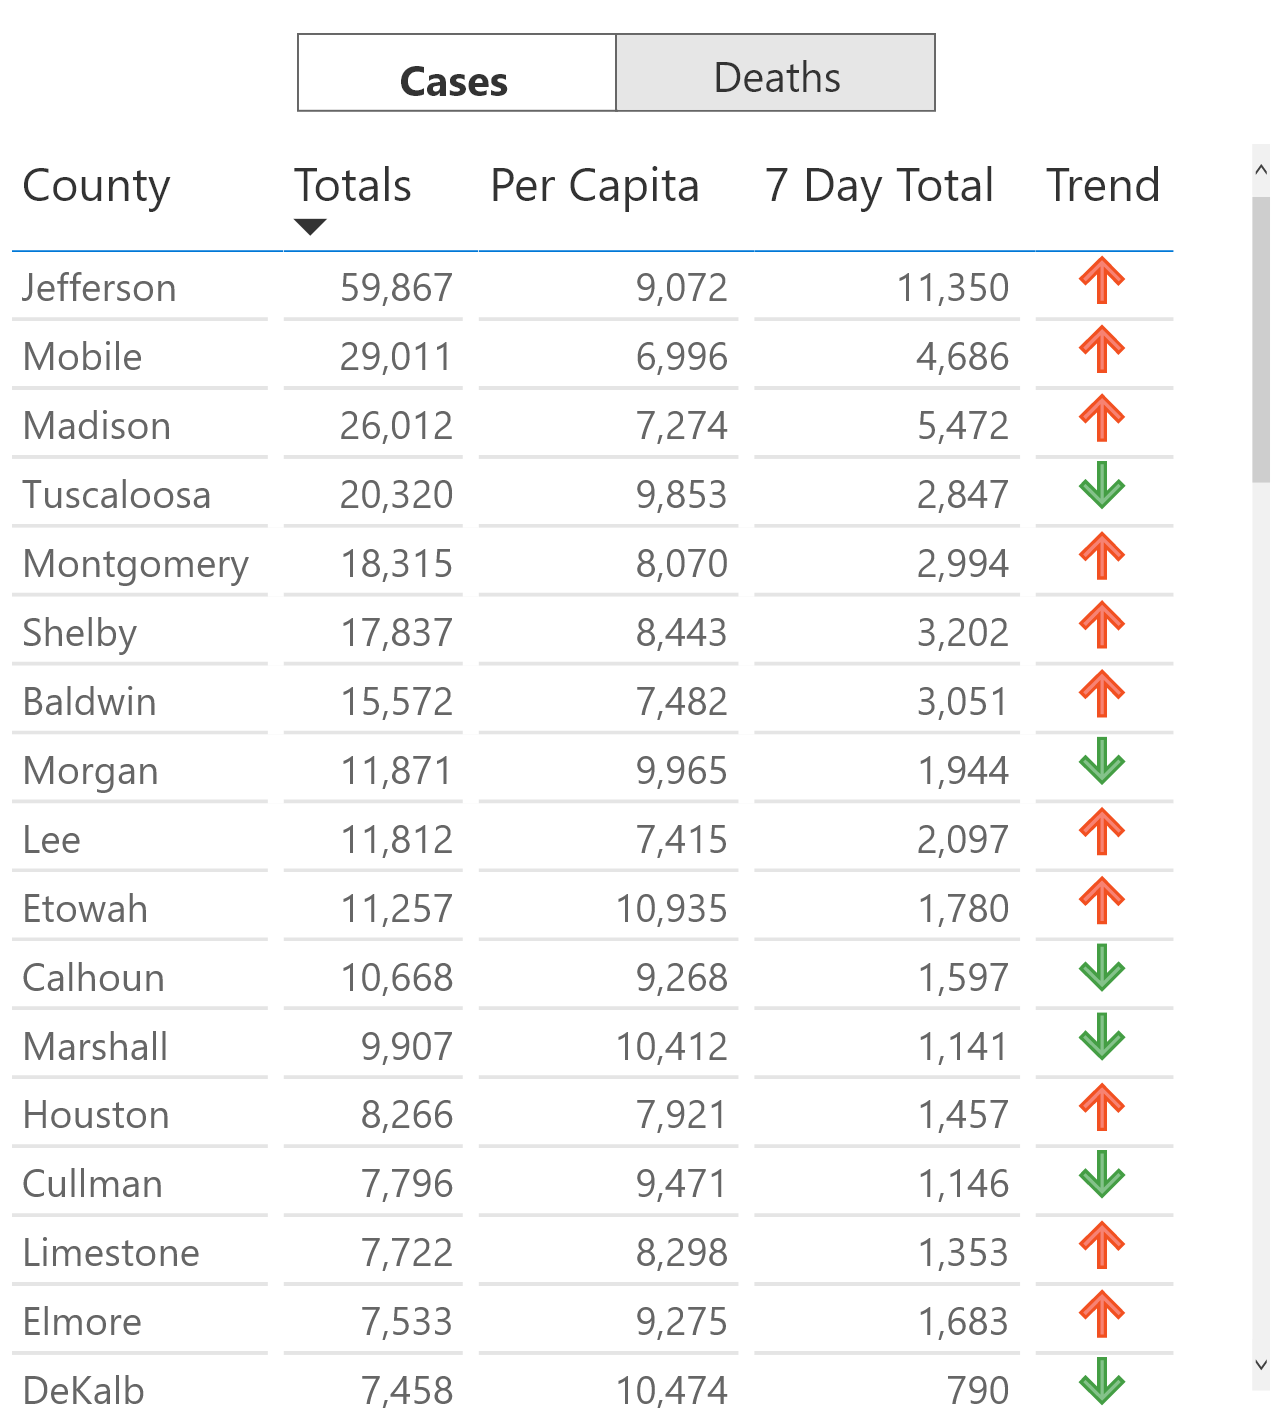 Cases Deaths
County Totals Per Capita 7 Day Total Trend
Jefferson 59,867 9,072 11,350
Mobile 29,011 6,996 4,686
Madison 26,012 7,274 5,472
Tuscaloosa 20,320 9,853 2,847
Montgomery 18,315 8,070 2,994
Shelby 17,837 8,443 3,202
Baldwin 15,572 7,482 3,051
Morgan 11,871 9,965 1,944
Lee 11,812 7,415 2,097
Etowah 11,257 10,935 1,780
Calhoun 10,668 9,268 1,597
Marshall 9,907 10,412 1,141
Houston 8,266 7,921 1,457
Cullman 7,796 9,471 1,146
Limestone 7,722 8,298 1,353
Elmore 7,533 9,275 1,683
DeKalb 7,458 10,474 790